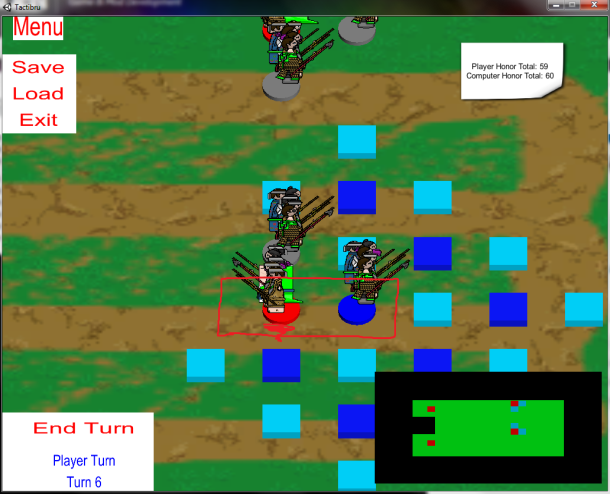 Tactibru
Menu
Save
Load
Exit
Player Honor Total: 59
Computer Honor Total: 60
End Turn
Player Turn
Turn 6